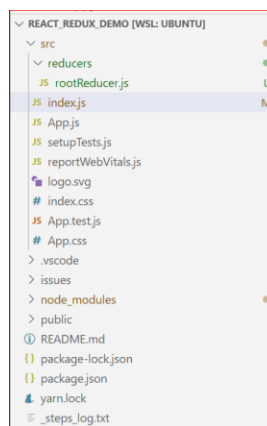 REACT_REDUX_DEMO [WSL: UBUNTU]
src
reducers
JS rootReducer.js
JS index.js
JS App.js
JS setupTests.js
JS reportWebVitals.js
logo.svg
# index.css
JS App.test.js
# App.css
.vscode
issues
node_modules
public
README.md
{} package-lock.json
{} package.json
yarn.lock
_steps_log.txt